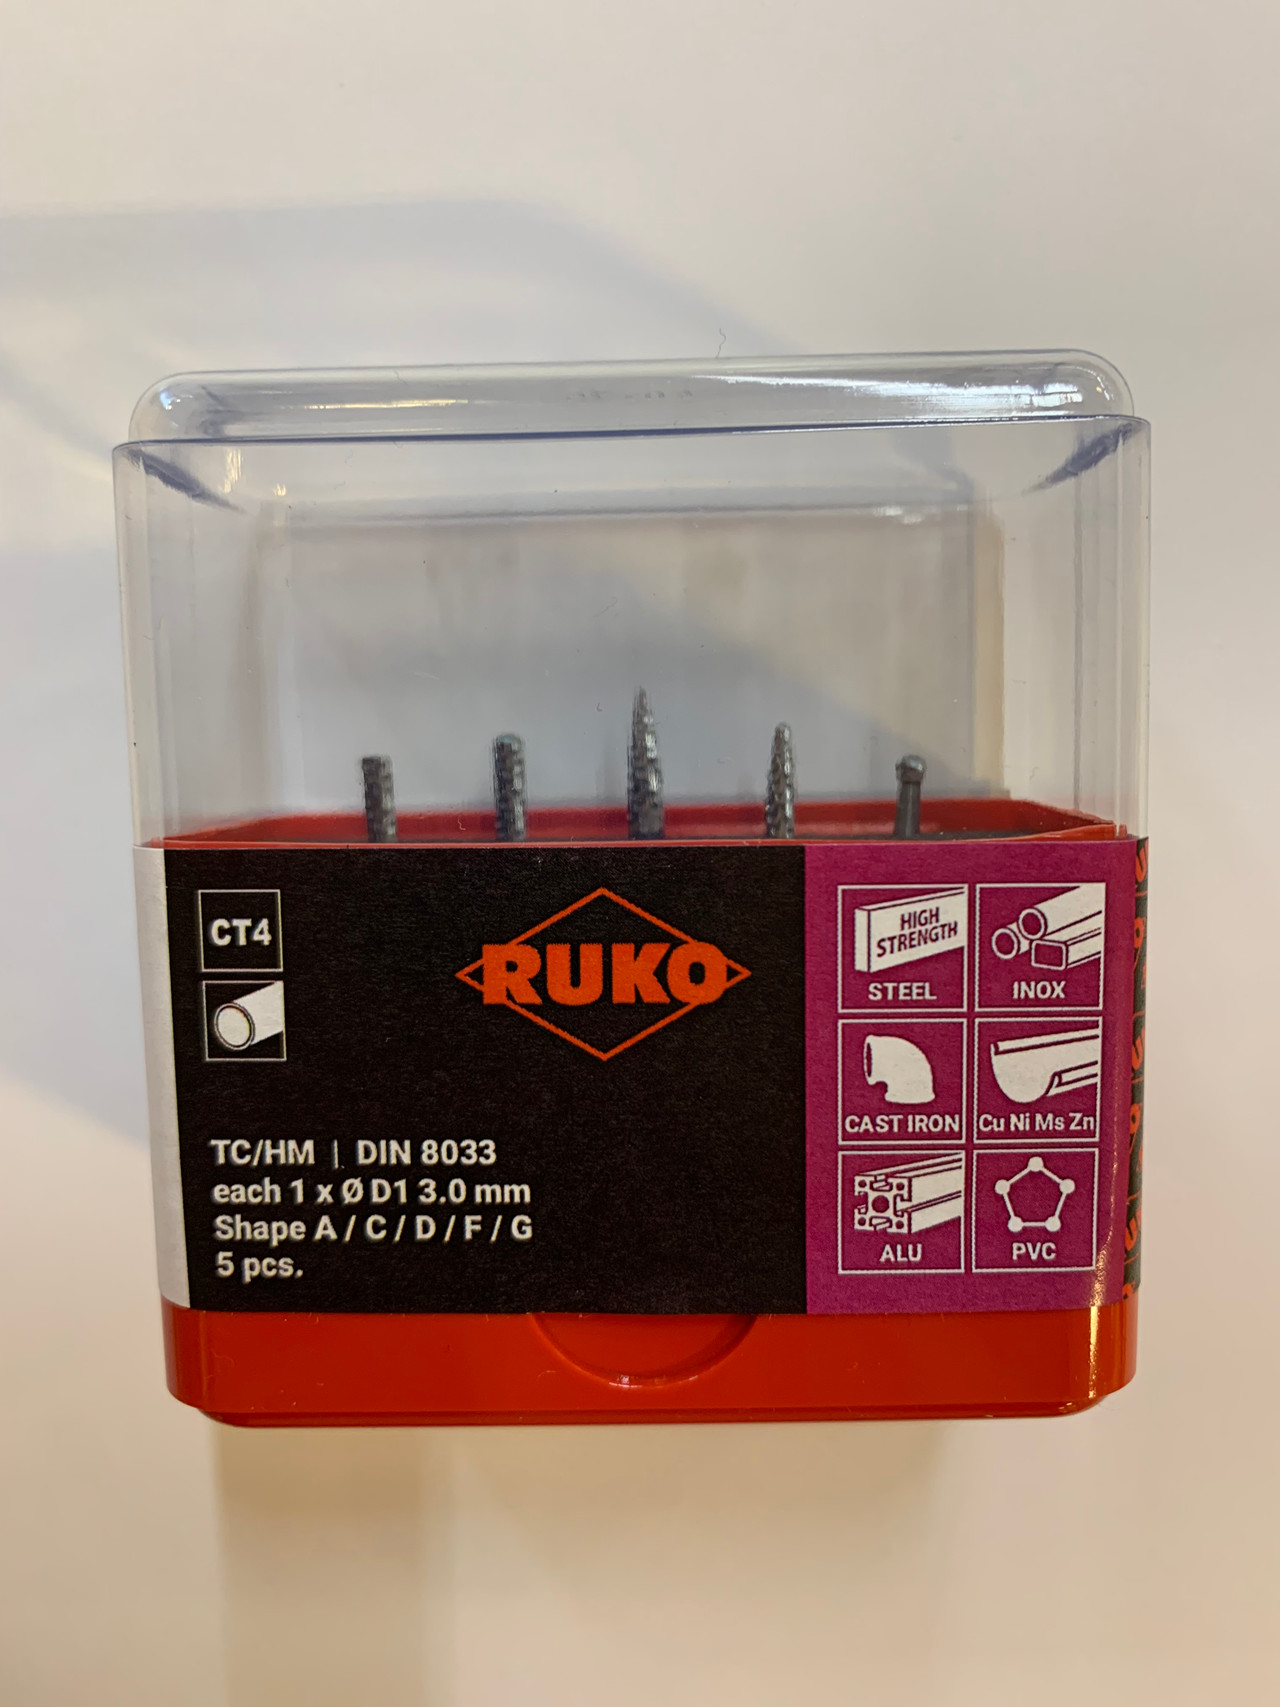 CT4
RUKO
TC/HM | DIN 8033
each 1 x Ø D1 3.0 mm
Shape A / C / D / F / G
5 pcs.
HIGH
STRENGTH
STEEL
INOX
CAST IRON
Cu Ni Ms Zn
ALU
PVC